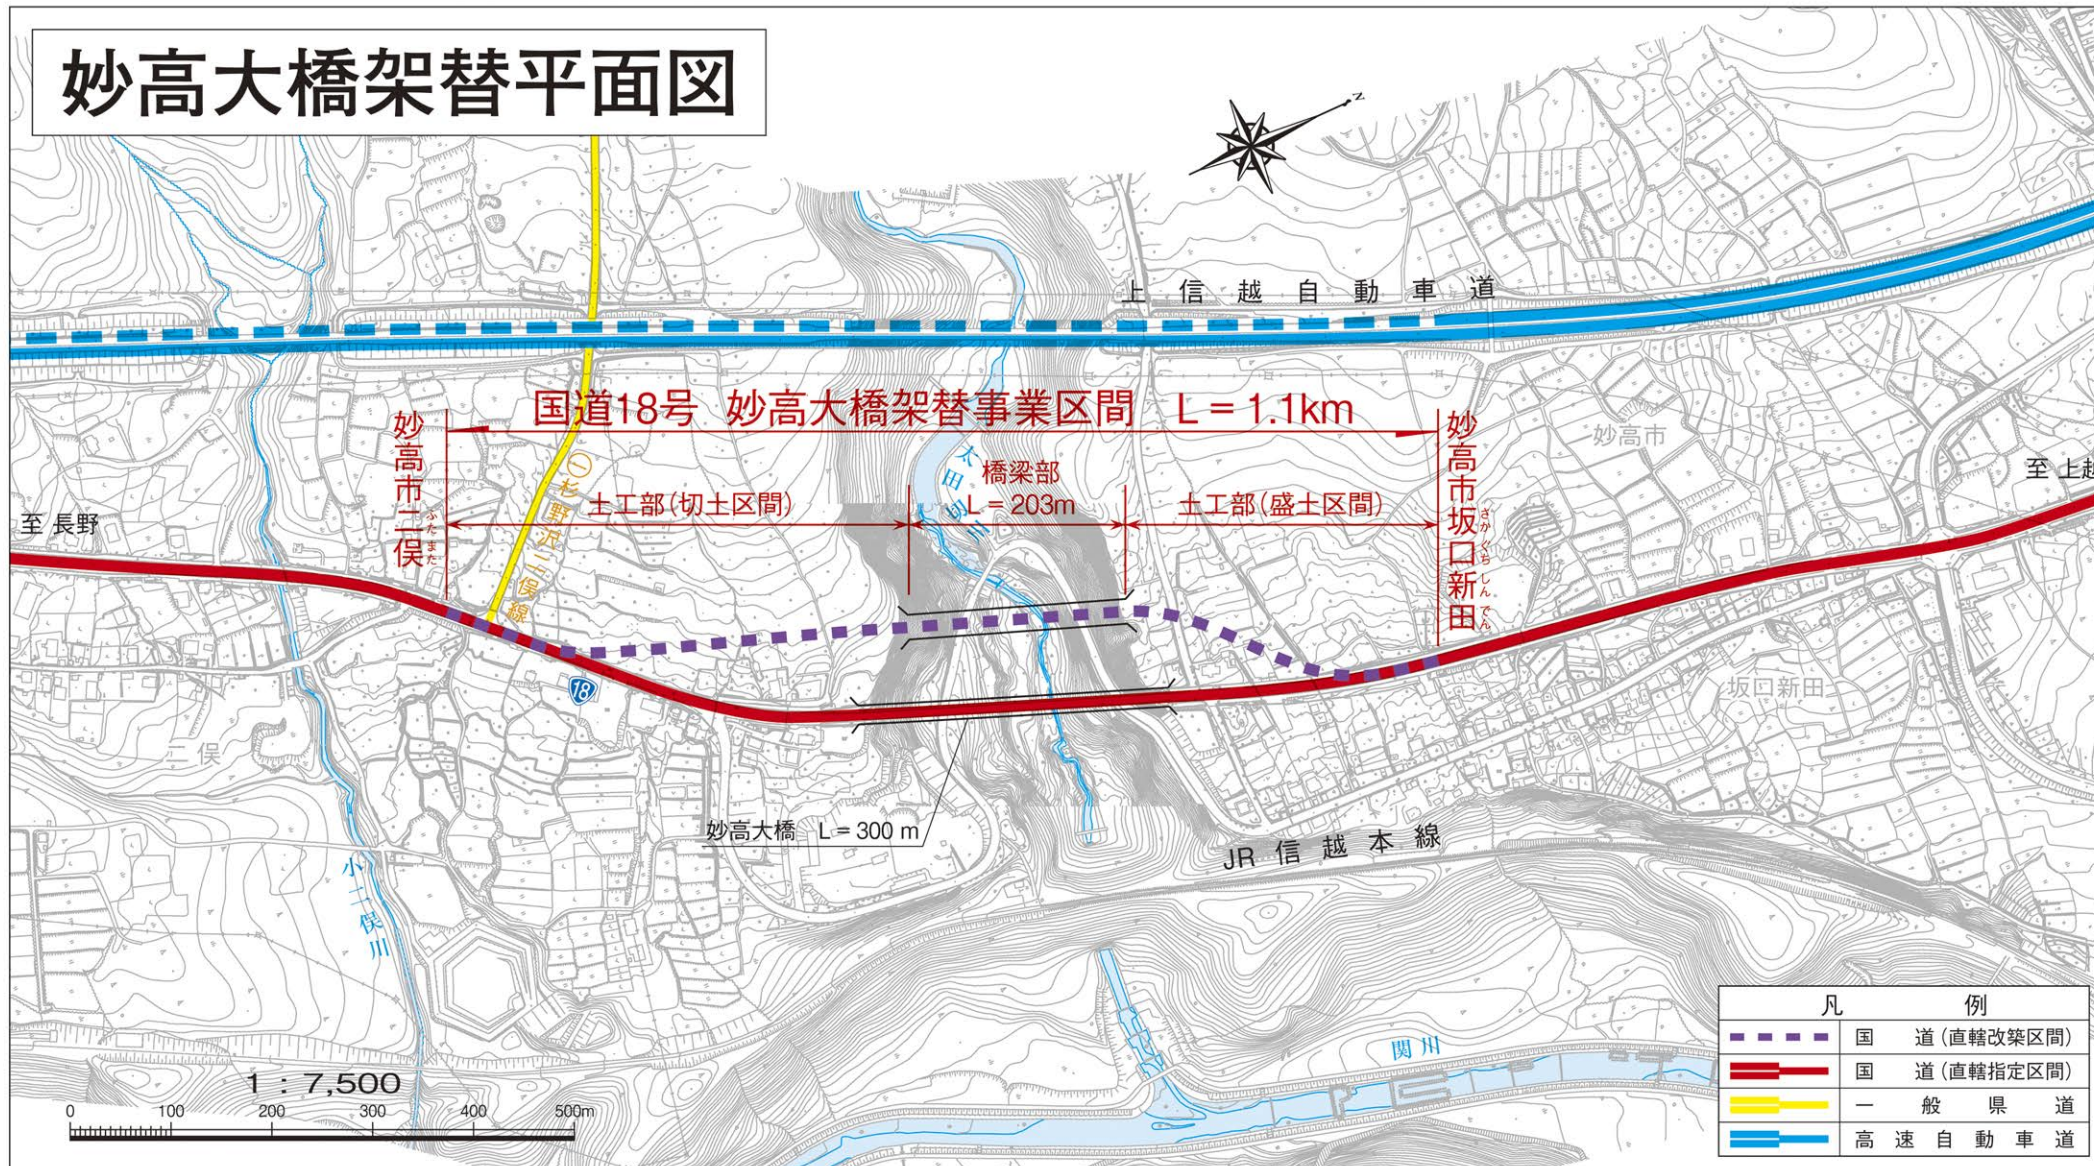 妙高大橋架替平面図
Z
上信越自動車道
国道18号 妙高大橋架替事業区間 L = 1.1km
妙高市二俣
ふたまた
妙高市坂口新田
さかぐちしんでん
妙高市
至 長野
至 上越
一 杉野沢二俣線
土工部(切土区間)
太田切川
橋梁部
L = 203m
土工部(盛土区間)
18
坂口新田
二俣
妙高大橋 L = 300 m
JR 信越本線
小二俣川
関川
1 : 7,500
0 100 200 300 400 500m
凡例
国道(直轄改築区間)
国道(直轄指定区間)
一般県道
高速自動車道